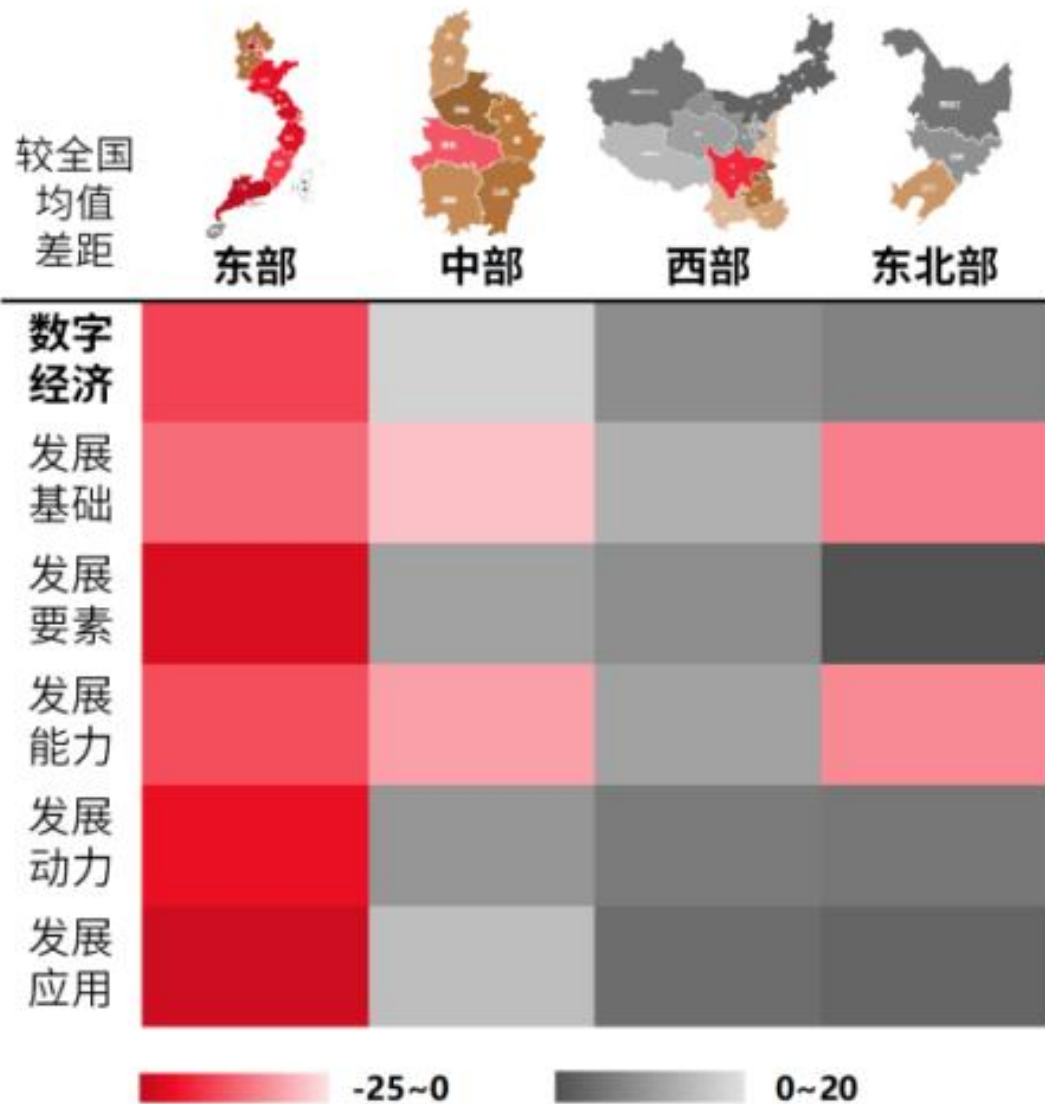 较全国
均值
差距
东部
中部
西部
东北部
数字
经济
发展
基础
发展
要素
发展
能力
发展
动力
发展
应用
-25~0
0~20